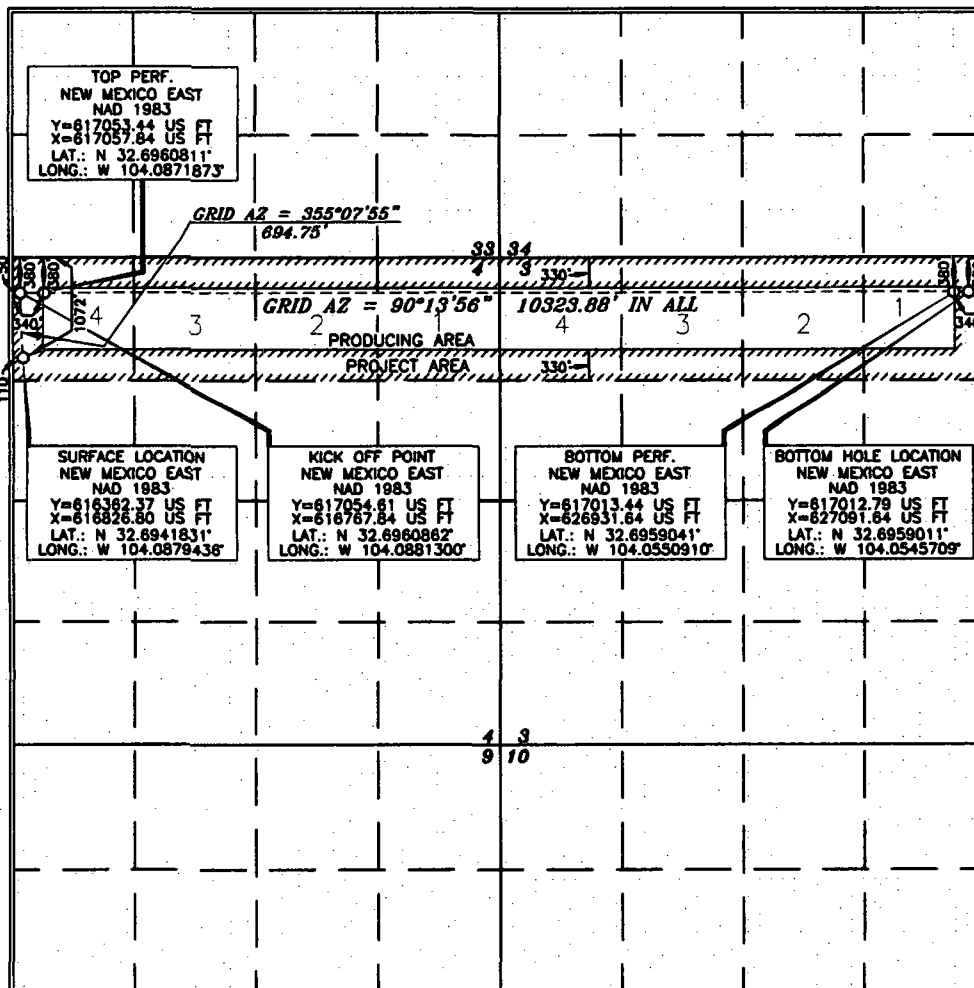 TOP PERF.
NEW MEXICO EAST
NAD 1983
Y=617053.44 US FT
X=617057.84 US FT
LAT.: N 32.6960811°
LONG.: W 104.0871873°
GRID AZ = 355°07'55"
694.75'
33 34
4 3
330'
380
380
380
GRID AZ = 90°13'56" 10323.88' IN ALL
1072'
340'
340
4 3 2 1 4 3 2 1
PRODUCING AREA
PROJECT AREA
330'
110
SURFACE LOCATION
NEW MEXICO EAST
NAD 1983
Y=616362.37 US FT
X=616826.80 US FT
LAT.: N 32.6941831°
LONG.: W 104.0879436°
KICK OFF POINT
NEW MEXICO EAST
NAD 1983
Y=617054.61 US FT
X=616767.84 US FT
LAT.: N 32.6960862°
LONG.: W 104.0881300°
BOTTOM PERF.
NEW MEXICO EAST
NAD 1983
Y=617013.44 US FT
X=626931.64 US FT
LAT.: N 32.6959041°
LONG.: W 104.0550910°
BOTTOM HOLE LOCATION
NEW MEXICO EAST
NAD 1983
Y=617012.79 US FT
X=627091.64 US FT
LAT.: N 32.6959011°
LONG.: W 104.0545709°
4 3
9 10